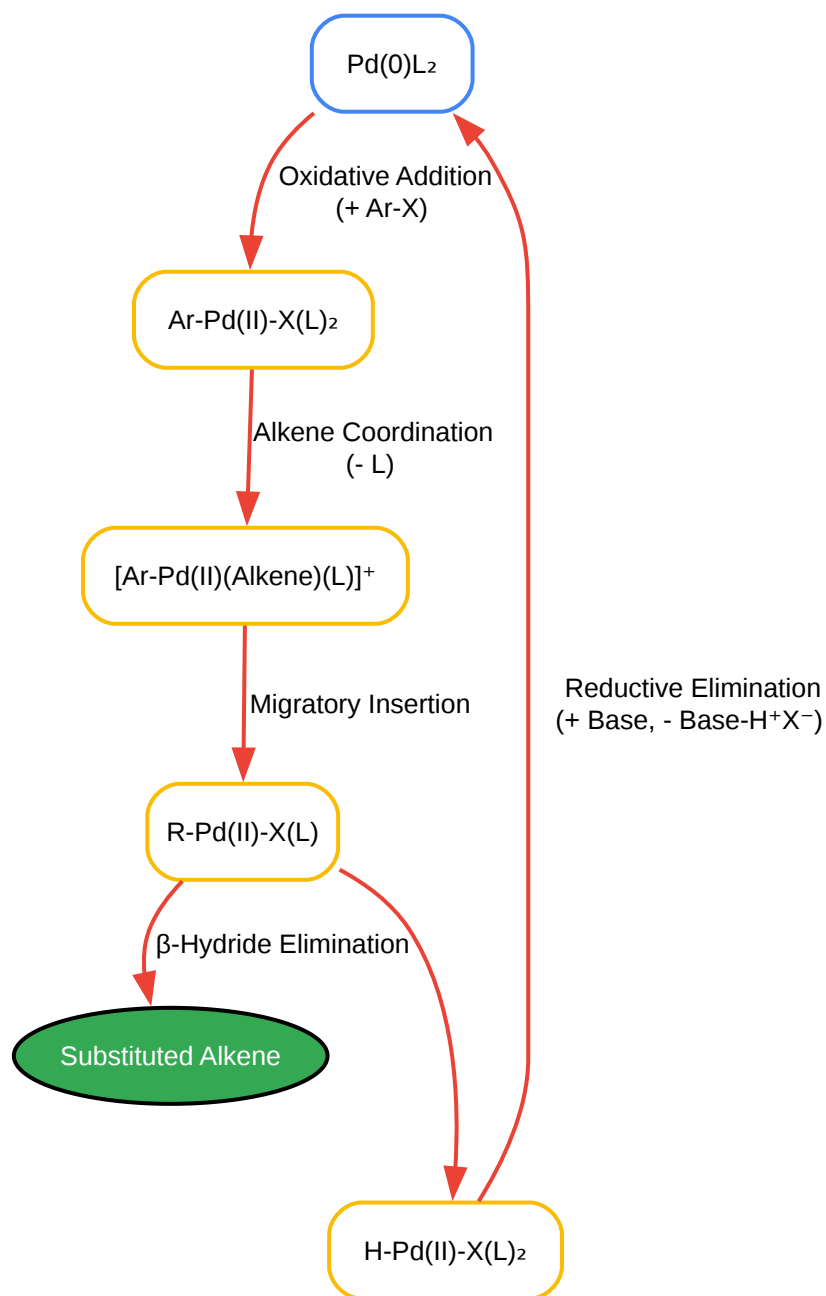 Pd(0)L₂
Oxidative Addition
(+ Ar-X)
Ar-Pd(II)-X(L)₂
Alkene Coordination
(- L)
[Ar-Pd(II)(Alkene)(L)]⁺
Migratory Insertion
Reductive Elimination
(+ Base, - Base-H⁺X⁻)
R-Pd(II)-X(L)
β-Hydride Elimination
Substituted Alkene
H-Pd(II)-X(L)₂